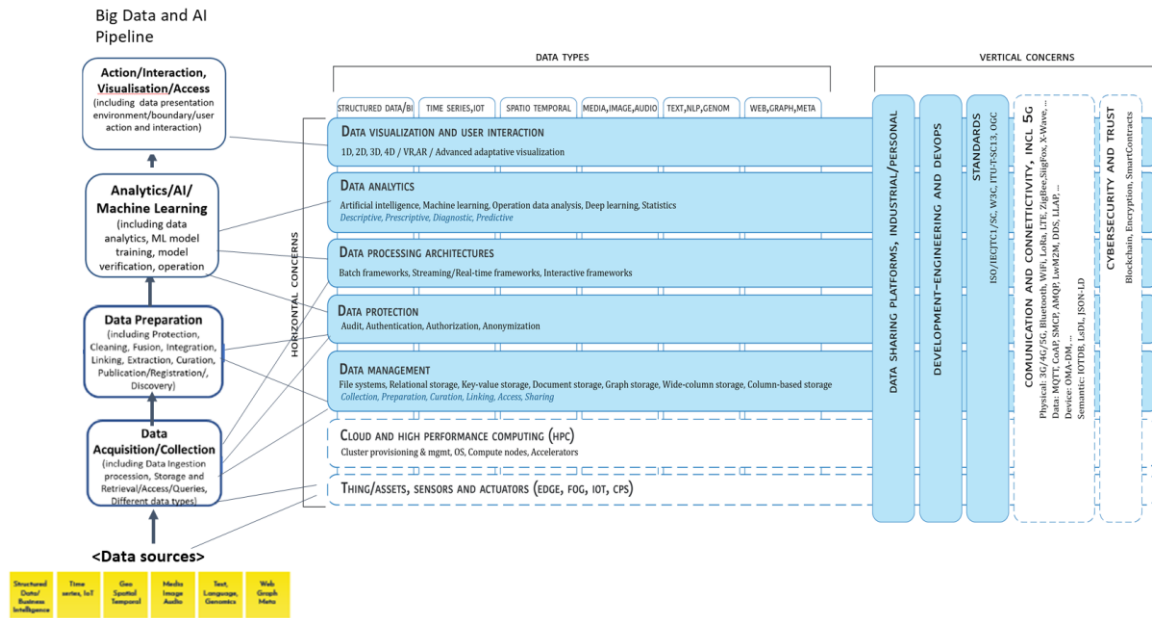 Big Data and AI
Pipeline
Action/Interaction,
Visualisation/Access
(including data presentation
environment/boundary/user
action and interaction)
Analytics/AI/
Machine Learning
(including data
analytics, ML model
training, model
verification, operation
Data Preparation
(including Protection,
Cleaning, Fusion, Integration,
Linking, Extraction, Curation,
Publication/Registration/,
Discovery)
Data
Acquisition/Collection
(including Data Ingestion
procession, Storage and
Retrieval/Access/Queries,
Different data types)
<Data sources>
Structured
Data/
Business
Intelligence
Time
series, IoT
Geo
Spatial
Temporal
Media
Image
Audio
Text,
Language,
Genomics
Web
Graph
Meta
DATA TYPES
STRUCTURED DATA/BI
TIME SERIES,IOT
SPATIO TEMPORAL
MEDIA,IMAGE,AUDIO
TEXT,NLP,GENOM
WEB,GRAPH,META
HORIZONTAL CONCERNS
DATA VISUALIZATION AND USER INTERACTION
1D, 2D, 3D, 4D / VR,AR / Advanced adaptative visualization
DATA ANALYTICS
Artificial intelligence, Machine learning, Operation data analysis, Deep learning, Statistics
Descriptive, Prescriptive, Diagnostic, Predictive
DATA PROCESSING ARCHITECTURES
Batch frameworks, Streaming/Real-time frameworks, Interactive frameworks
DATA PROTECTION
Audit, Authentication, Authorization, Anonymization
DATA MANAGEMENT
File systems, Relational storage, Key-value storage, Document storage, Graph storage, Wide-column storage, Column-based storage
Collection, Preparation, Curation, Linking, Access, Sharing
CLOUD AND HIGH PERFORMANCE COMPUTING (HPC)
Cluster provisioning & mgmt, OS, Compute nodes, Accelerators
THING/ASSETS, SENSORS AND ACTUATORS (EDGE, FOG, IOT, CPS)
VERTICAL CONCERNS
DATA SHARING PLATFORMS, INDUSTRIAL/PERSONAL
DEVELOPMENT-ENGINEERING AND DEVOPS
STANDARDS
ISO/IECJTC1/SC, W3C, ITU-T-SC13, OGC
COMUNICATION AND CONNETTICTIVITY, INCL 5G
Physical: 3G/4G/5G, Bluetooth, WiFi, LoRa, LTE, ZigBee,SiigFox, X-Wave, ...
Data: MQTT, CoAP, SMCP, AMQP, LwM2M, DDS, LLAP, ...
Device: OMA-DM, ...
Semantic: IOTDB, LsDL, JSON-LD
CYBERSECURITY AND TRUST
Blockchain, Encryption, SmartContracts